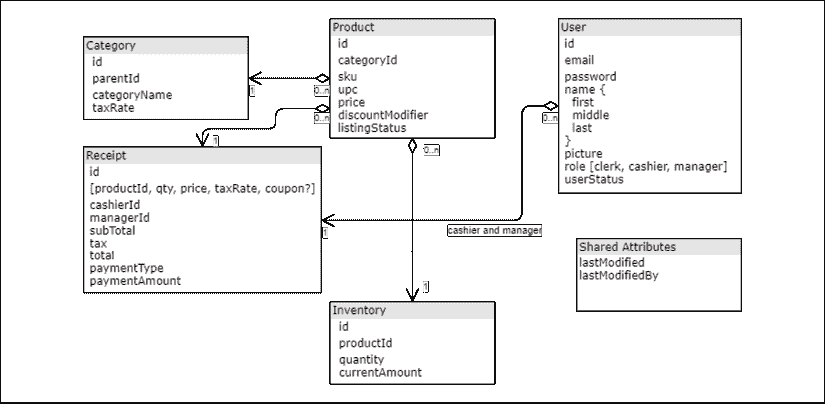 Category
id
parentId
categoryName
taxRate
1
Product
id
categoryId
sku
upc
price
discountModifier
listingStatus
0..n
0..n
0..n
User
id
email
password
name {
first
middle
last
}
picture
role [clerk, cashier, manager]
userStatus
0..n
1
Receipt
id
[productId, qty, price, taxRate, coupon?]
cashierId
managerId
subTotal
tax
total
paymentType
paymentAmount
1
cashier and manager
Shared Attributes
lastModified
lastModifiedBy
1
Inventory
id
productId
quantity
currentAmount